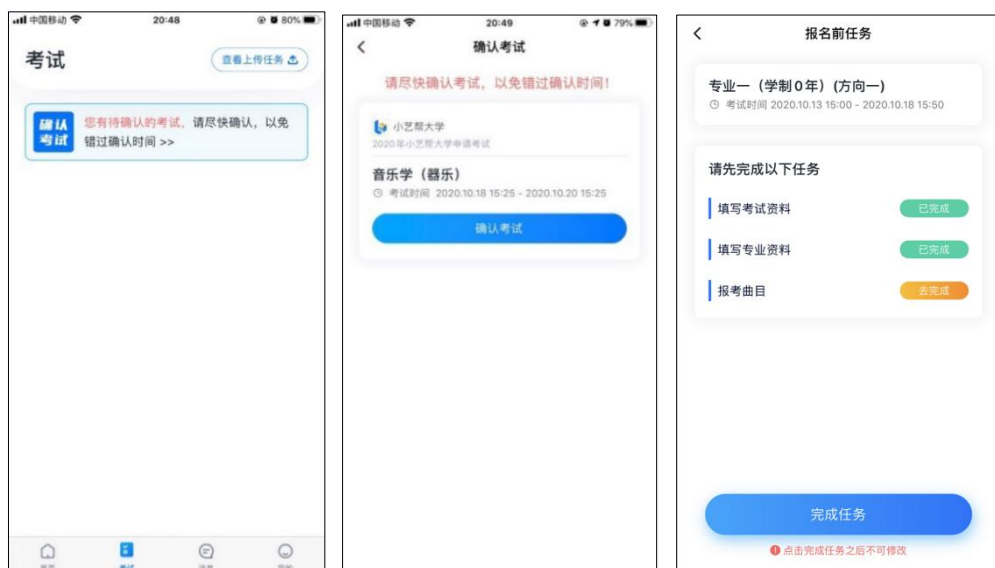 中国移动 20:48 80%
考试
查看上传任务
确认
考试
您有待确认的考试,请尽快确认,以免
错过确认时间 >>
考试
中国移动 20:49 79%
确认考试
请尽快确认考试,以免错过确认时间!
小艺帮大学
2020年小艺帮大学申请考试
音乐学(器乐)
考试时间 2020.10.18 15:25 - 2020.10.20 15:25
确认考试
报名前任务
专业一(学制0年)(方向一)
考试时间 2020.10.13 15:00 - 2020.10.18 15:50
请先完成以下任务
填写考试资料 已完成
填写专业资料 已完成
报考曲目 去完成
完成任务
点击完成任务之后不可修改